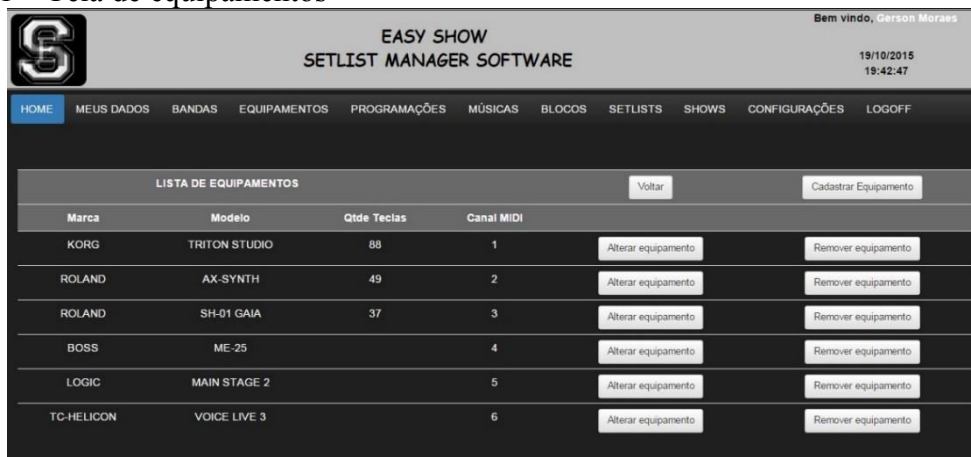 Bem vindo, Gerson Moraes
EASY SHOW
SETLIST MANAGER SOFTWARE
19/10/2015
19:42:47
HOME MEUS DADOS BANDAS EQUIPAMENTOS PROGRAMAÇÕES MÚSICAS BLOCOS SETLISTS SHOWS CONFIGURAÇÕES LOGOFF
LISTA DE EQUIPAMENTOS Voltar Cadastrar Equipamento
Marca Modelo Qtde Teclas Canal MIDI
KORG TRITON STUDIO 88 1 Alterar equipamento Remover equipamento
ROLAND AX-SYNTH 49 2 Alterar equipamento Remover equipamento
ROLAND SH-01 GAIA 37 3 Alterar equipamento Remover equipamento
BOSS ME-25 4 Alterar equipamento Remover equipamento
LOGIC MAIN STAGE 2 5 Alterar equipamento Remover equipamento
TC-HELICON VOICE LIVE 3 6 Alterar equipamento Remover equipamento